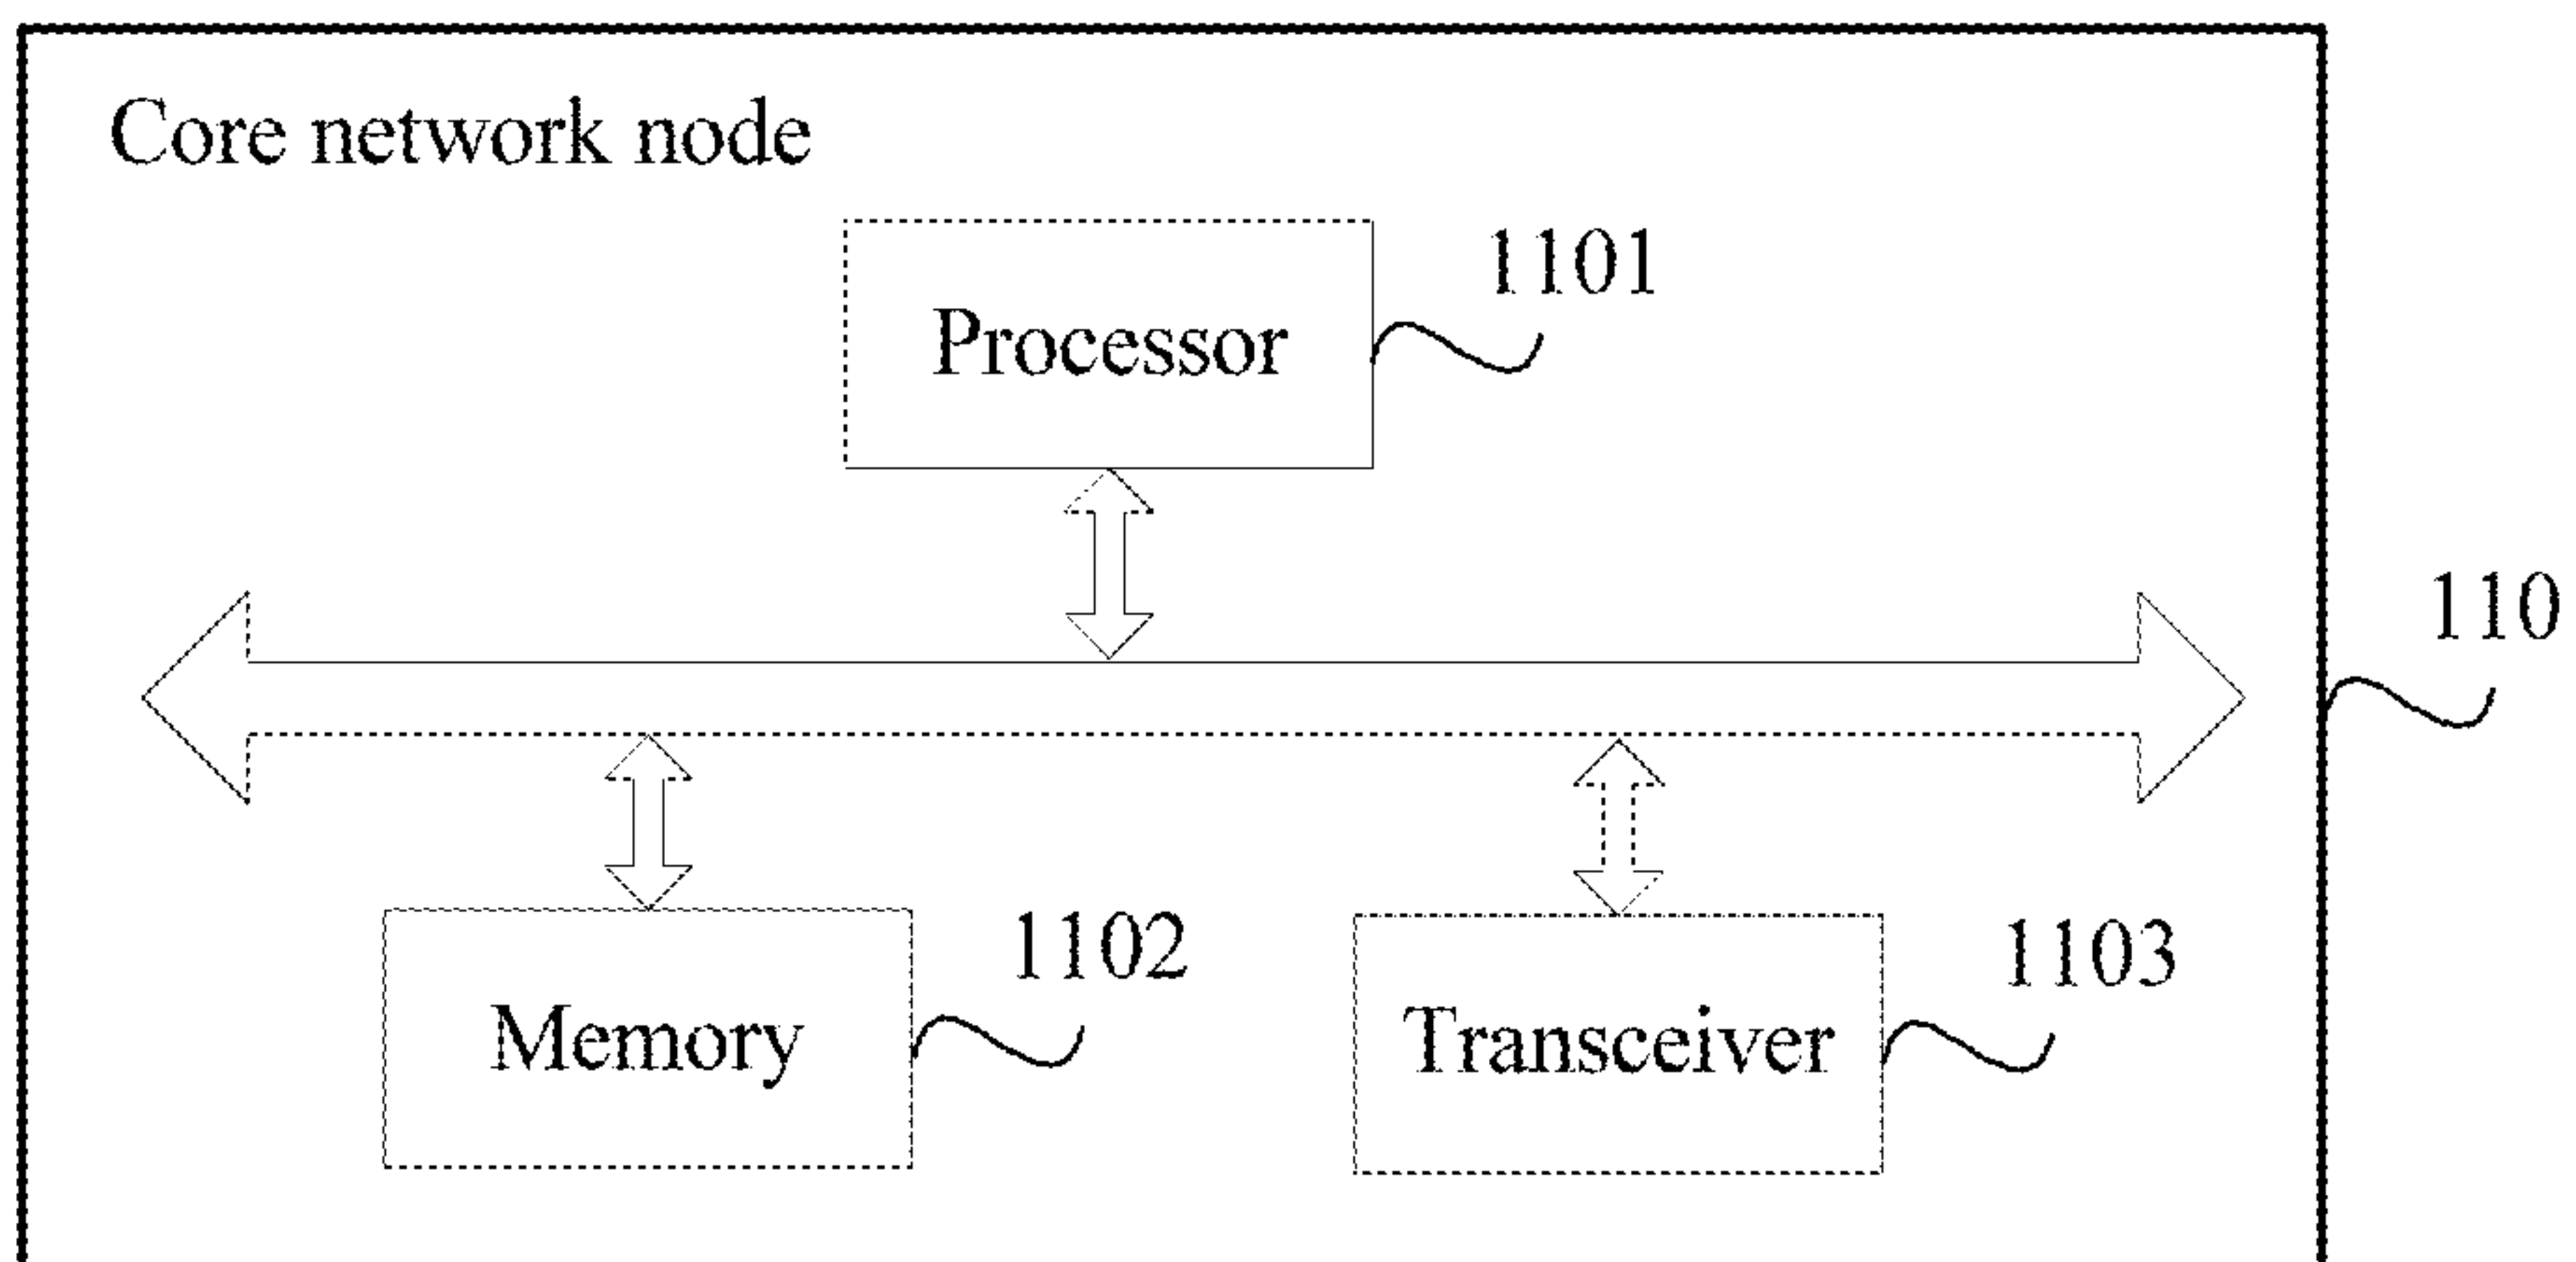 Core network node
1101
Processor
110
1102
1103
Memory
Transceiver